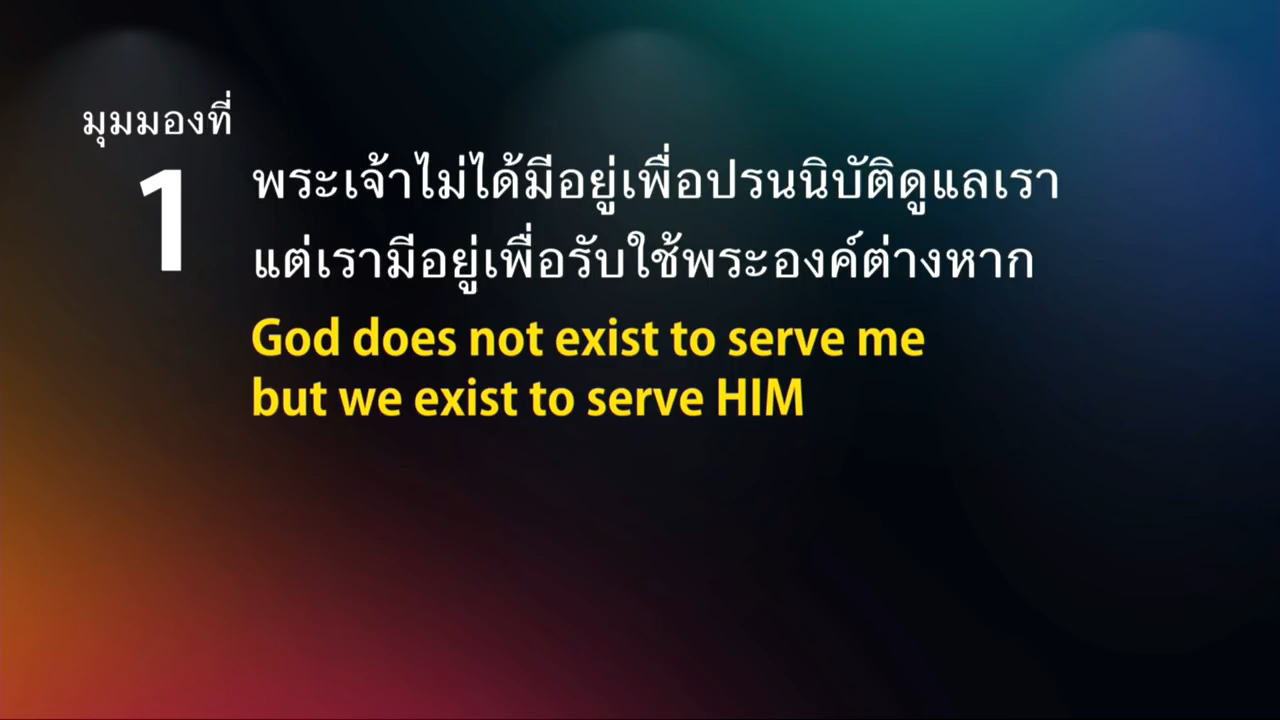 มุมมองที่
1
พระเจ้าไม่ได้มีอยู่เพื่อปรนนิบัติดูแลเรา
แต่เรามีอยู่เพื่อรับใช้พระองค์ต่างหาก
God does not exist to serve me
but we exist to serve HIM